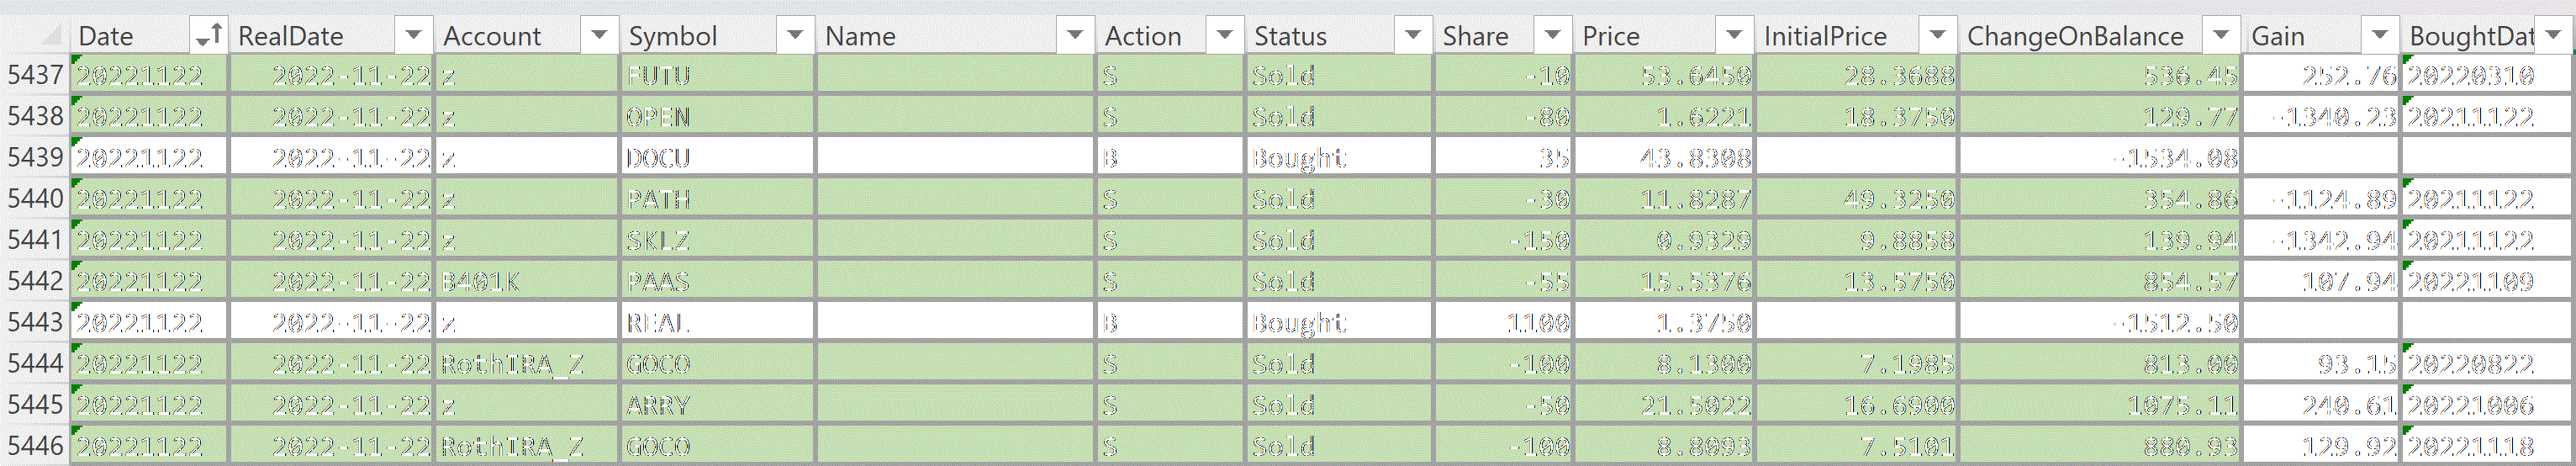 Date RealDate Account Symbol Name Action Status Share Price InitialPrice ChangeOnBalance Gain BoughtDat
5437 20221122 2022-11-22 z FUTU S Sold -10 53.6450 28.3688 536.45 252.76 20220310
5438 20221122 2022-11-22 z OPEN S Sold -80 1.6221 18.3750 129.77 -1340.23 20211122
5439 20221122 2022-11-22 z DOCU B Bought 35 43.8308 -1534.08
5440 20221122 2022-11-22 z PATH S Sold -30 11.8287 49.3250 354.86 -1124.89 20211122
5441 20221122 2022-11-22 z SKLZ S Sold -150 0.9329 9.8858 139.94 -1342.94 20211122
5442 20221122 2022-11-22 B401K PAAS S Sold -55 15.5376 13.5750 854.57 107.94 20221109
5443 20221122 2022-11-22 z REAL B Bought 1100 1.3750 -1512.50
5444 20221122 2022-11-22 RothIRA_Z GOCO S Sold -100 8.1300 7.1985 813.00 93.15 20220822
5445 20221122 2022-11-22 z ARRY S Sold -50 21.5022 16.6900 1075.11 240.61 20221006
5446 20221122 2022-11-22 RothIRA_Z GOCO S Sold -100 8.8093 7.5101 880.93 129.92 20221118